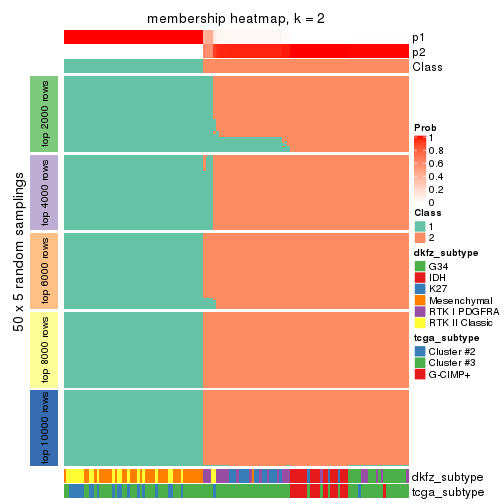 membership heatmap, k = 2
p1
p2
Class
50 x 5 random samplings
top 2000 rows
top 4000 rows
top 6000 rows
top 8000 rows
top 10000 rows
Prob
1
0.8
0.6
0.4
0.2
0
Class
1
2
dkfz_subtype
G34
IDH
K27
Mesenchymal
RTK I PDGFRA
RTK II Classic
tcga_subtype
Cluster #2
Cluster #3
G-CIMP+
dkfz_subtype
tcga_subtype